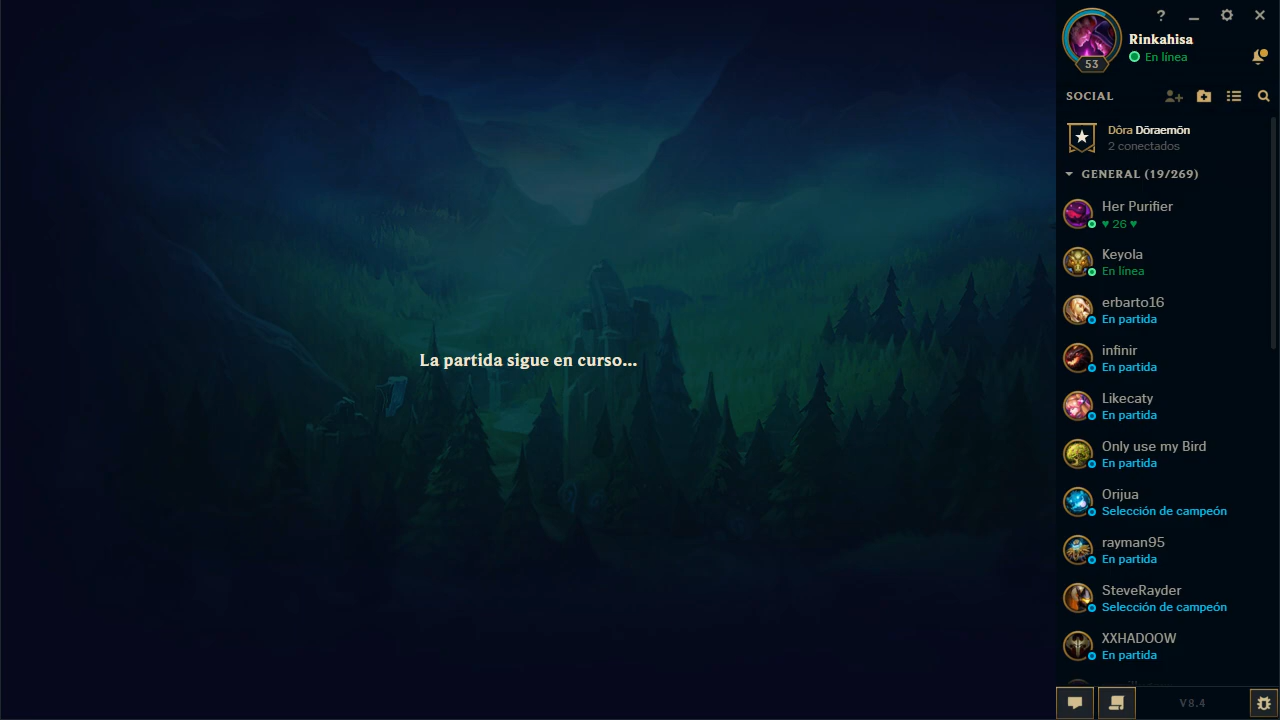 ?
Rinkahisa
En línea
53
SOCIAL
Dôra Dōraemōn
2 conectados
GENERAL (19/269)
Her Purifier
♥ 26 ♥
Keyola
En línea
erbarto16
En partida
infinir
En partida
Likecaty
En partida
Only use my Bird
En partida
Orijua
Selección de campeón
rayman95
En partida
SteveRayder
Selección de campeón
XXHADOOW
En partida
La partida sigue en curso...
V8.4